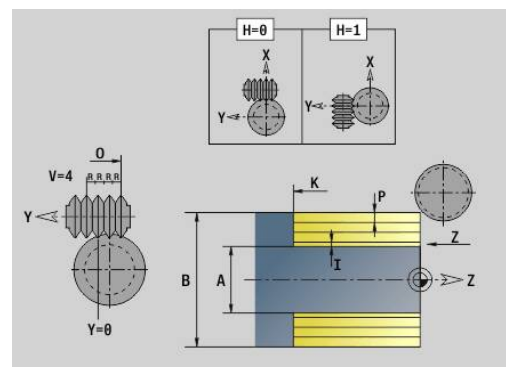 H=0 H=1
X X
Y Y
O
V=4 R R R R
K P
Y
Z
I
B A Z
Y=0